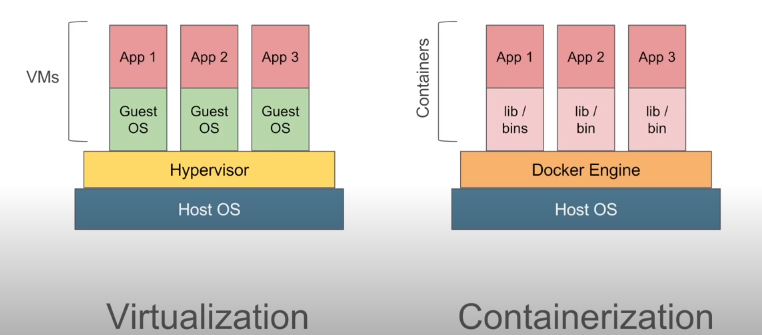 VMs
App 1
App 2
App 3
Guest
OS
Guest
OS
Guest
OS
Hypervisor
Host OS
Virtualization
Containers
App 1
App 2
App 3
lib /
bins
lib /
bin
lib /
bin
Docker Engine
Host OS
Containerization